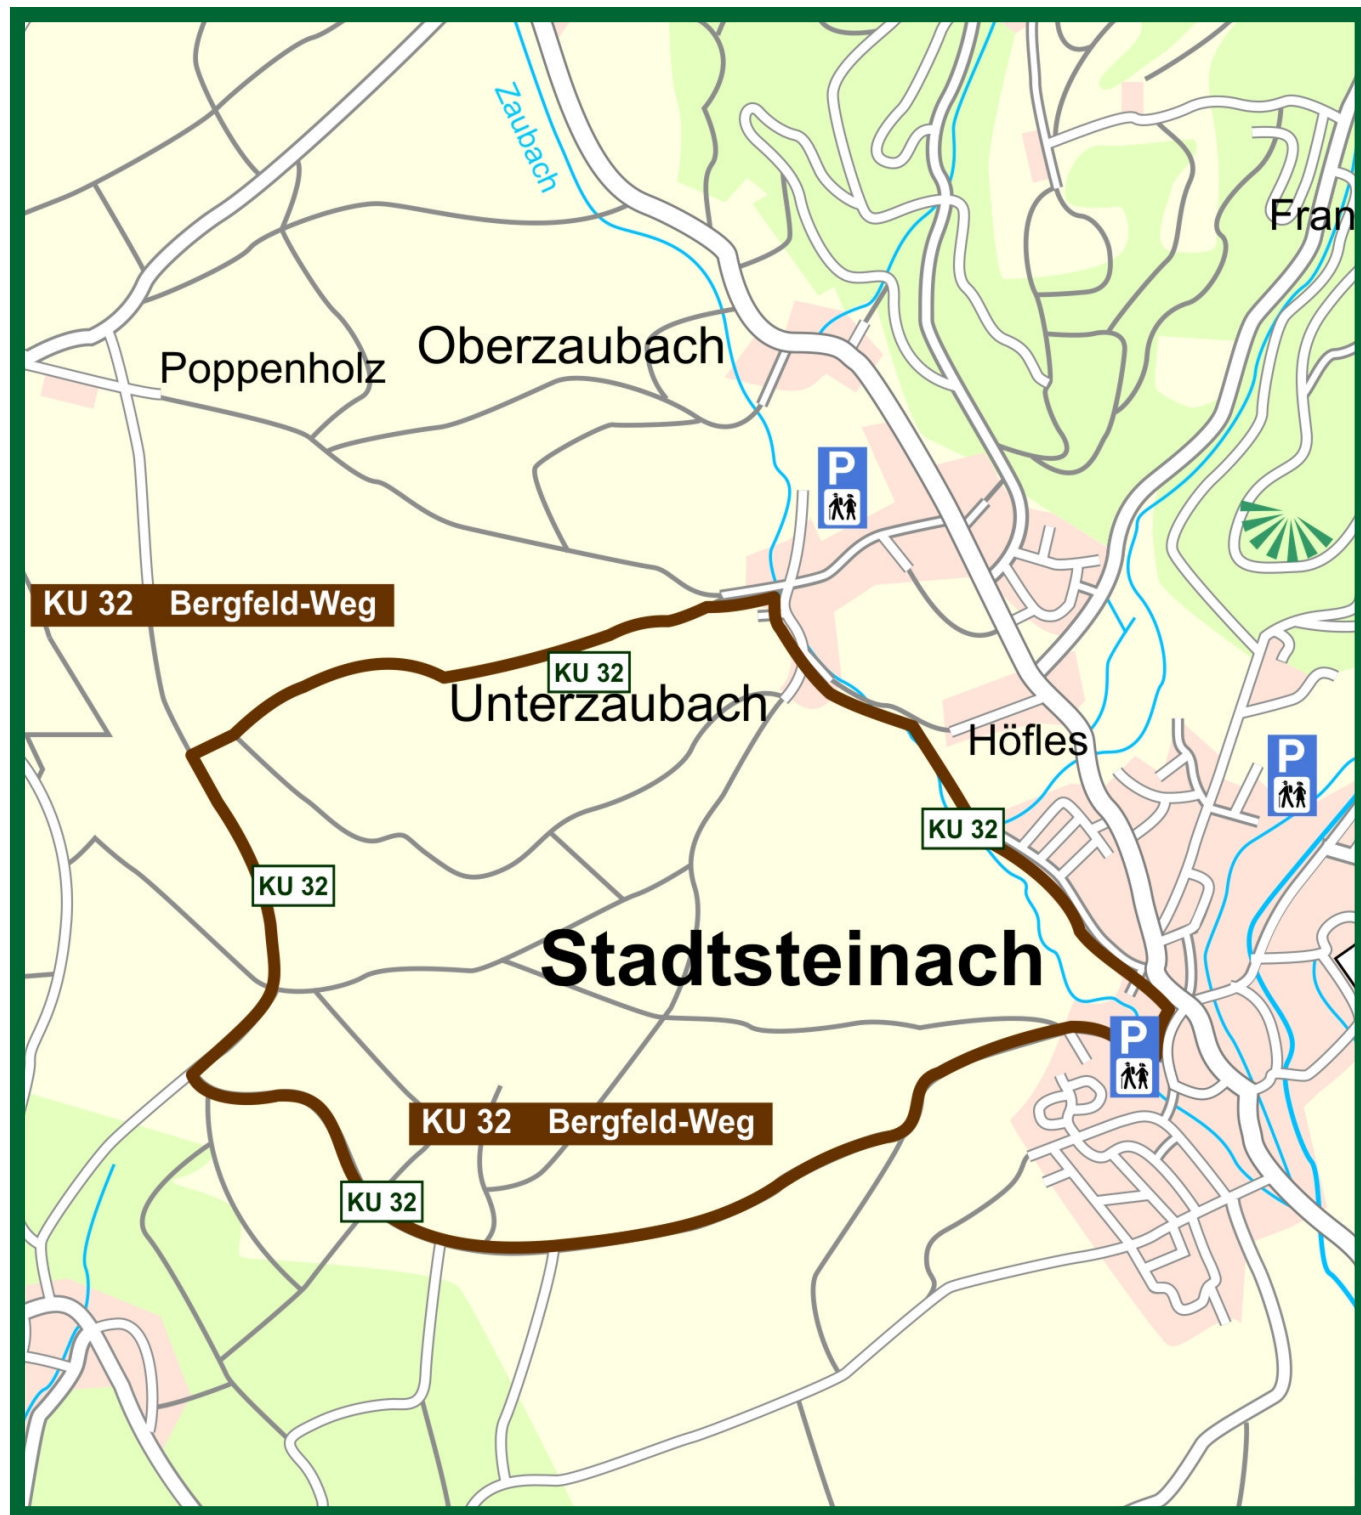 Zaubach
Fran
Oberzaubach
Poppenholz
P
KU 32 Bergfeld-Weg
KU 32
Unterzaubach
Höfles
P
KU 32
KU 32
Stadtsteinach
P
KU 32 Bergfeld-Weg
KU 32